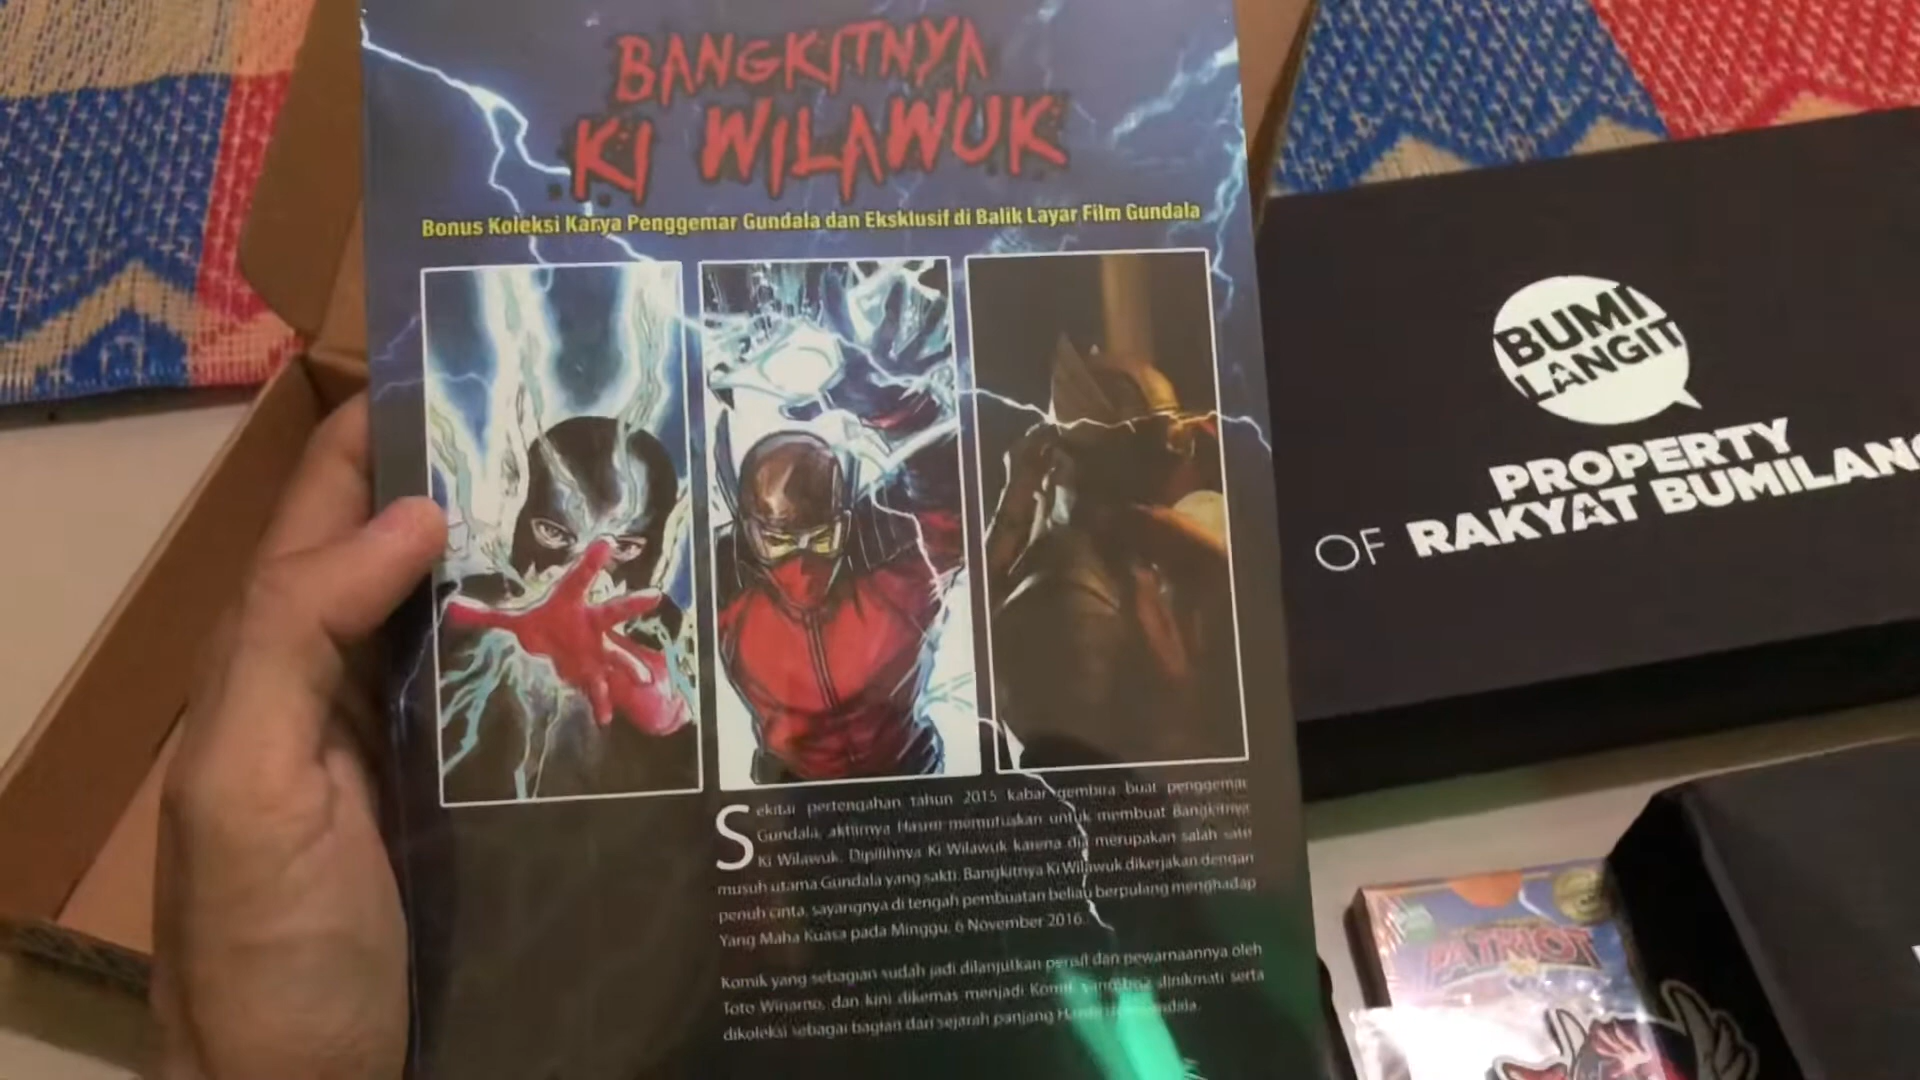 BANGKITNYA
KI WILAWUK
Bonus Koleksi Karya Penggemar Gundala dan Eksklusif di Balik Layar Film Gundala
Sekitar pertengahan tahun 2015 kabar gembira buat penggemar
Gundala, akhirnya Hasmi memutuskan untuk membuat Bangkitnya
Ki Wilawuk. Dipilihnya Ki Wilawuk karena dia merupakan salah satu
musuh utama Gundala yang sakti. Bangkitnya Ki Wilawuk dikerjakan dengan
penuh cinta, sayangnya di tengah pembuatan beliau berpulang menghadap
Yang Maha Kuasa pada Minggu, 6 November 2016.
Komik yang sebagian sudah jadi dilanjutkan pensil dan pewarnaannya oleh
Toto Winarno, dan kini dikemas menjadi Komik yang bisa dinikmati serta
dikoleksi sebagai bagian dari sejarah panjang
BUMI
LANGIT
PROPERTY
OF RAKYAT BUMILANG
PATRIOT